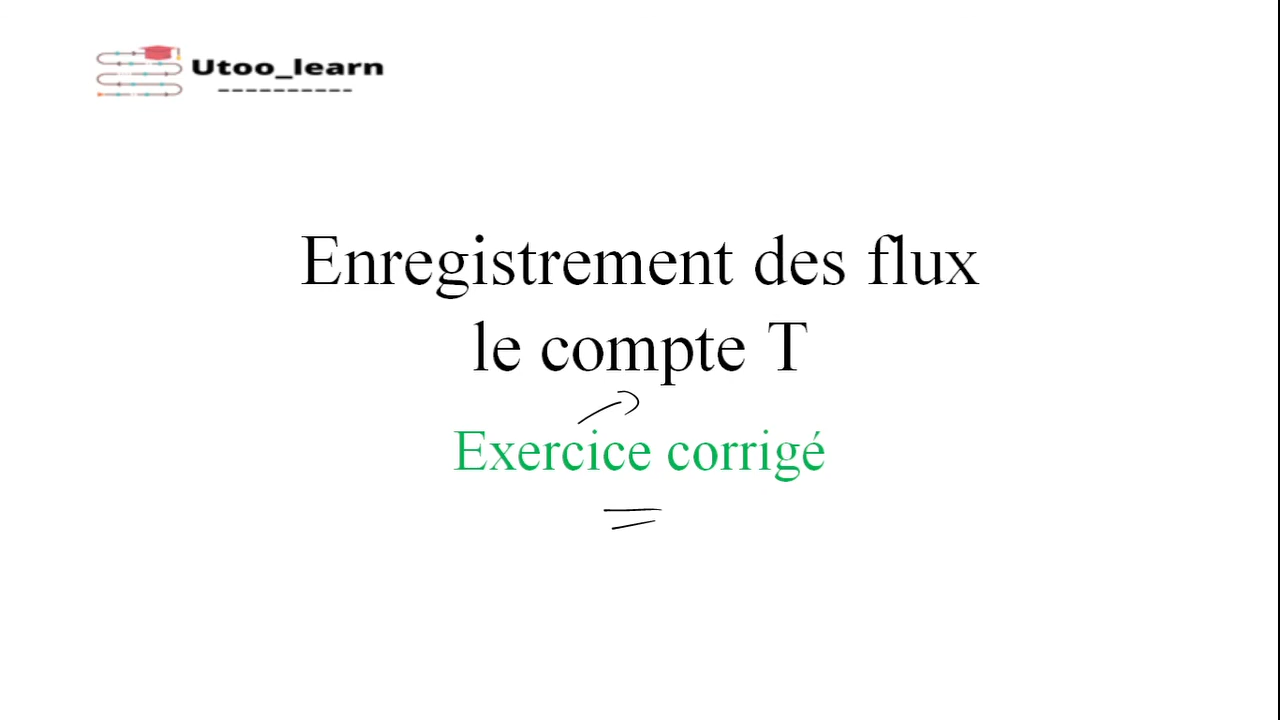 Utoo_learn
Enregistrement des flux
le compte T
Exercice corrigé